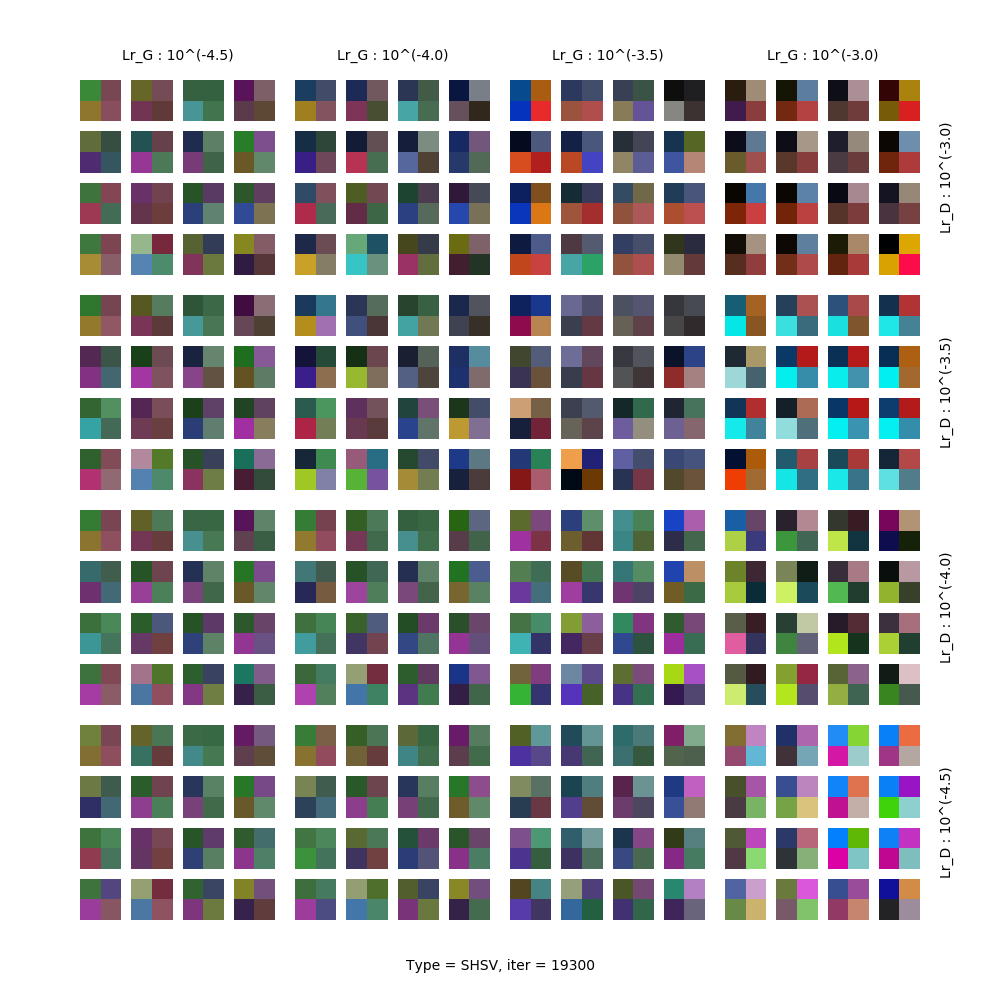 Lr_G : 10^(-4.5)
Lr_G : 10^(-4.0)
Lr_G : 10^(-3.5)
Lr_G : 10^(-3.0)
Lr_D : 10^(-3.0)
Lr_D : 10^(-3.5)
Lr_D : 10^(-4.0)
Lr_D : 10^(-4.5)
Type = SHSV, iter = 19300